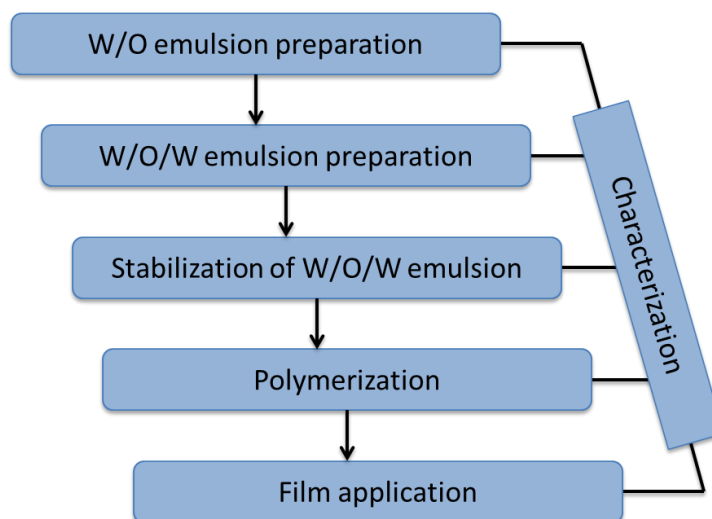 W/O emulsion preparation
W/O/W emulsion preparation
Stabilization of W/O/W emulsion
Polymerization
Film application
Characterization